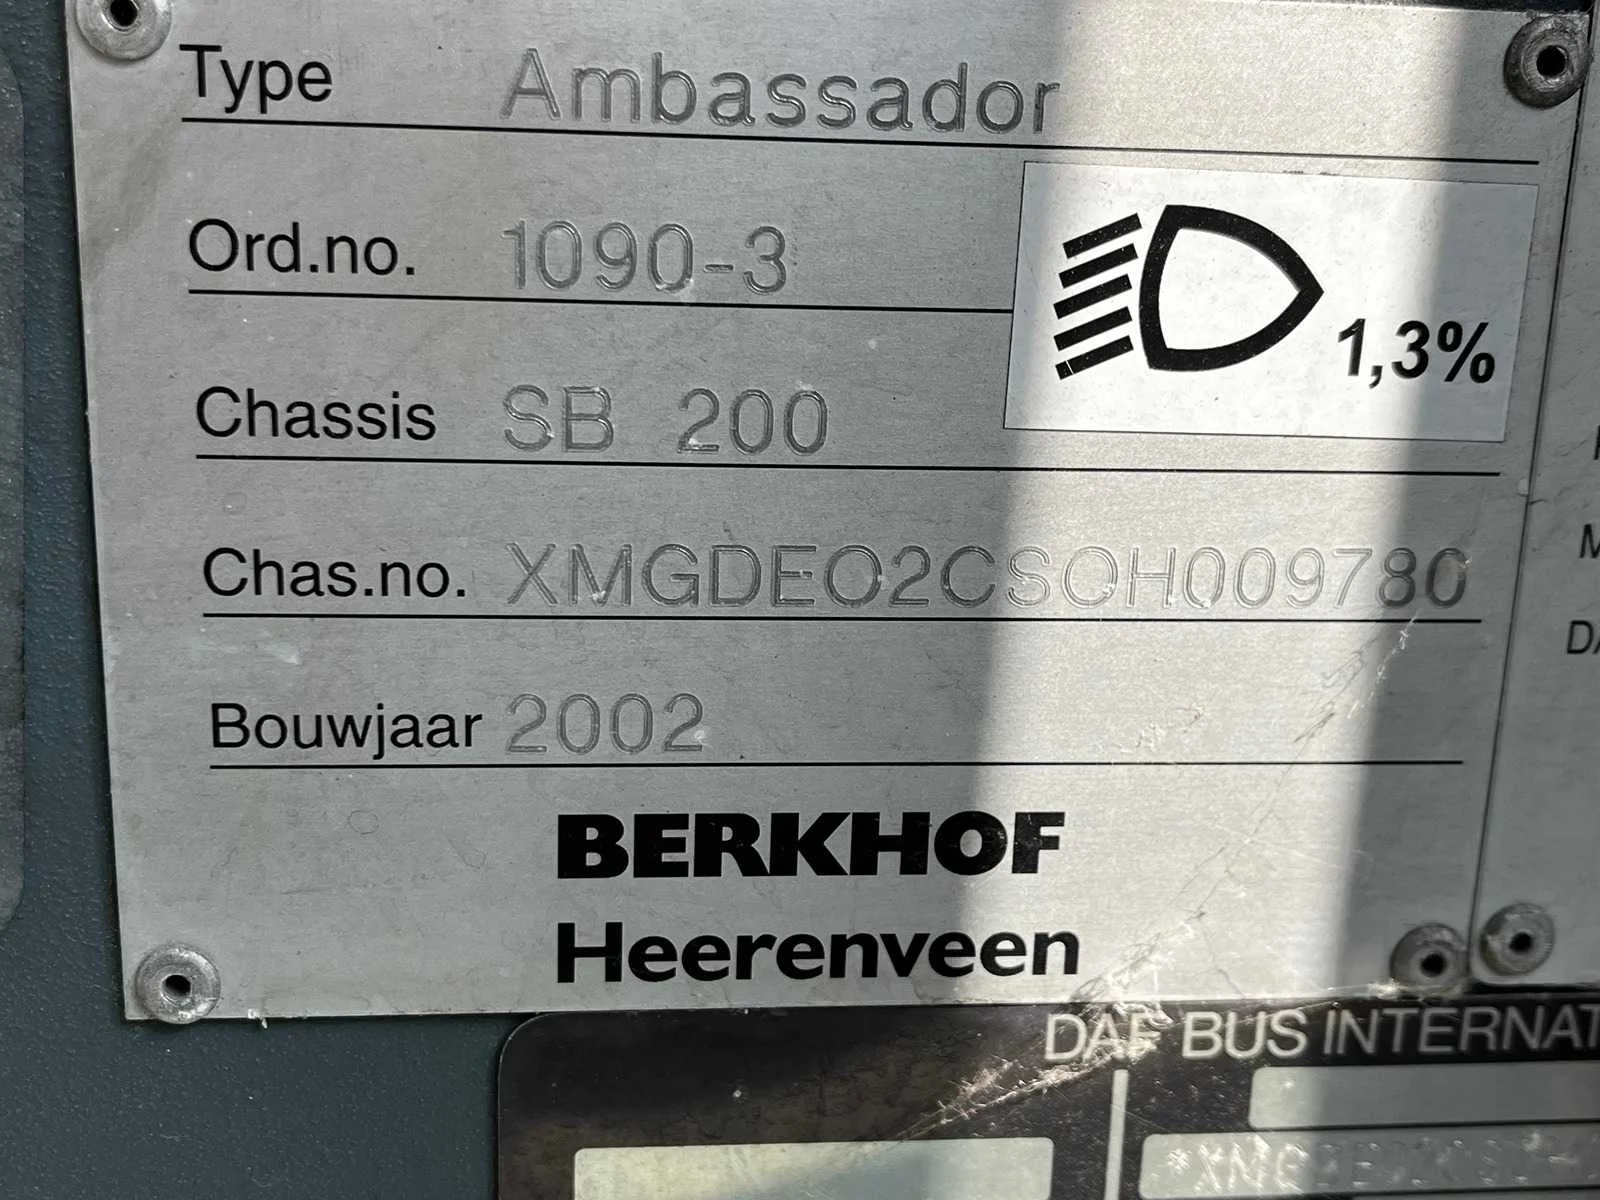 Type Ambassador
Ord.no. 1090-3
1,3%
Chassis SB 200
Chas.no. XMGDE02CS0H009780
Bouwjaar 2002
BERKHOF
Heerenveen
DAF BUS INTERNAT